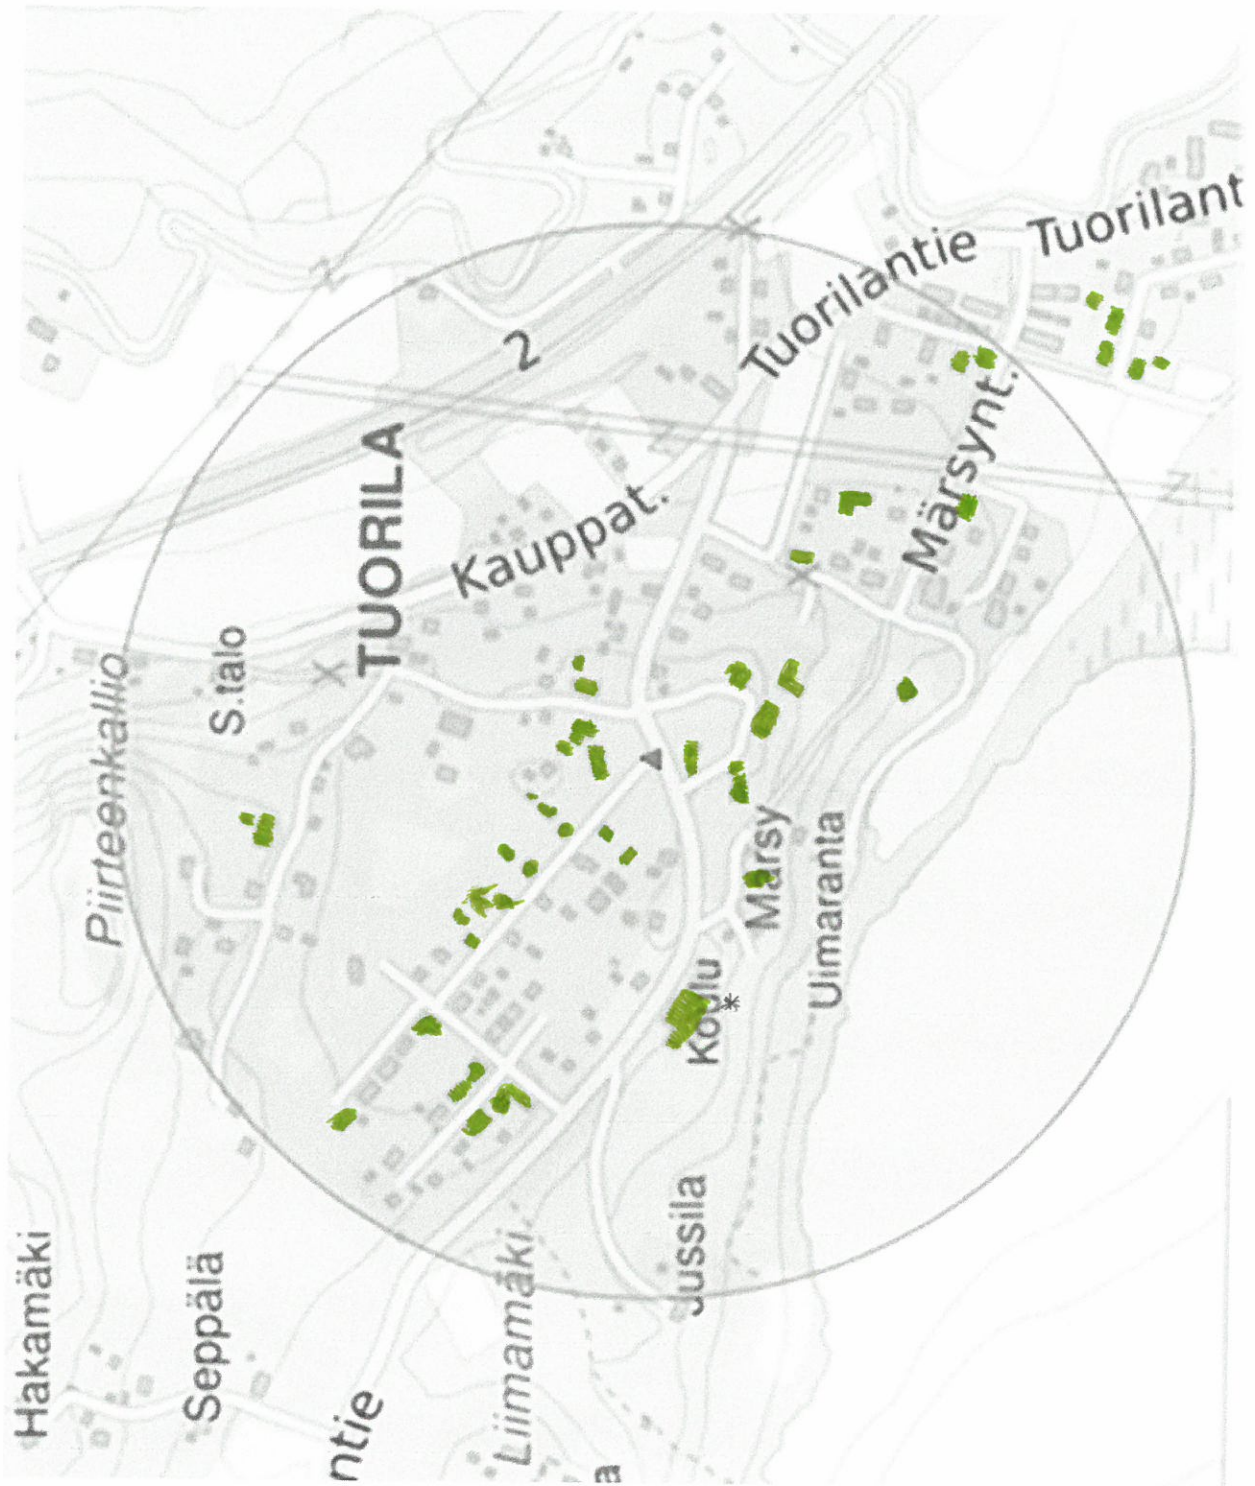 Tuorilantie
Tuorilant
2
TUORILA
Kauppat.
Märsynt.
S.talo
Piirteenkallio
Märsy
Uimaranta
Koulu
*
Jussila
Hakamäki
Seppälä
Liimamäki
ntie
a